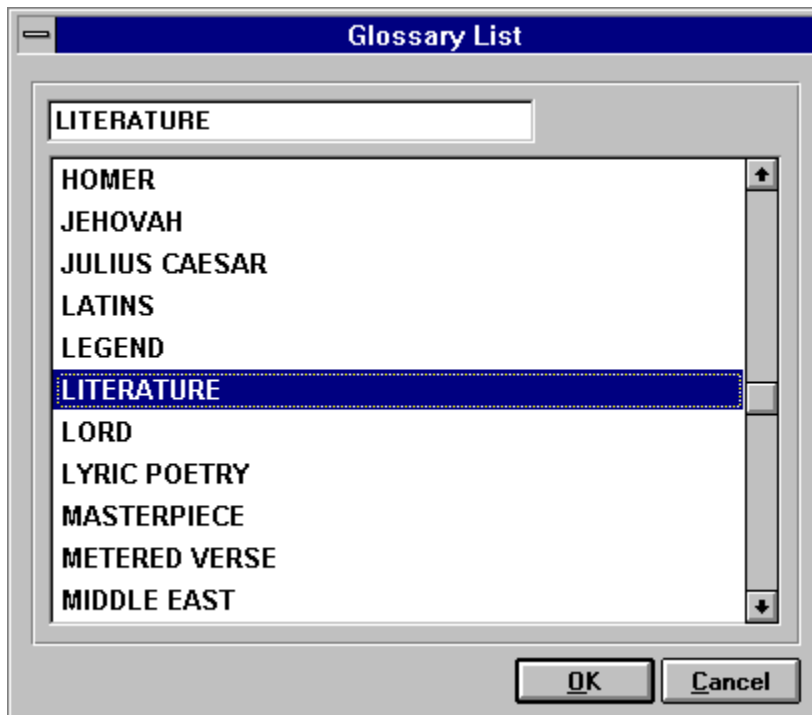 Glossary List
LITERATURE
HOMER
JEHOVAH
JULIUS CAESAR
LATINS
LEGEND
LITERATURE
LORD
LYRIC POETRY
MASTERPIECE
METERED VERSE
MIDDLE EAST
OK Cancel